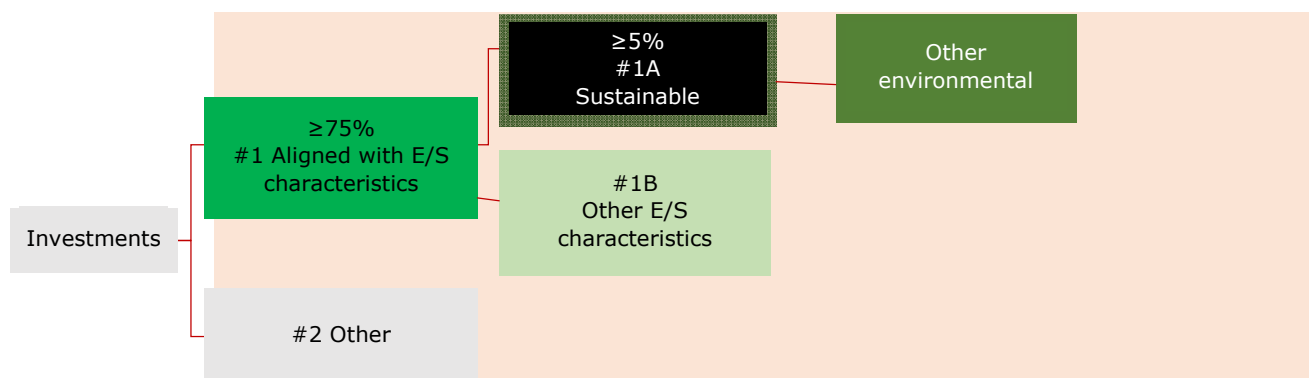 ≥5%
#1A
Sustainable
Other
environmental
≥75%
#1 Aligned with E/S
characteristics
#1B
Other E/S
characteristics
Investments
#2 Other